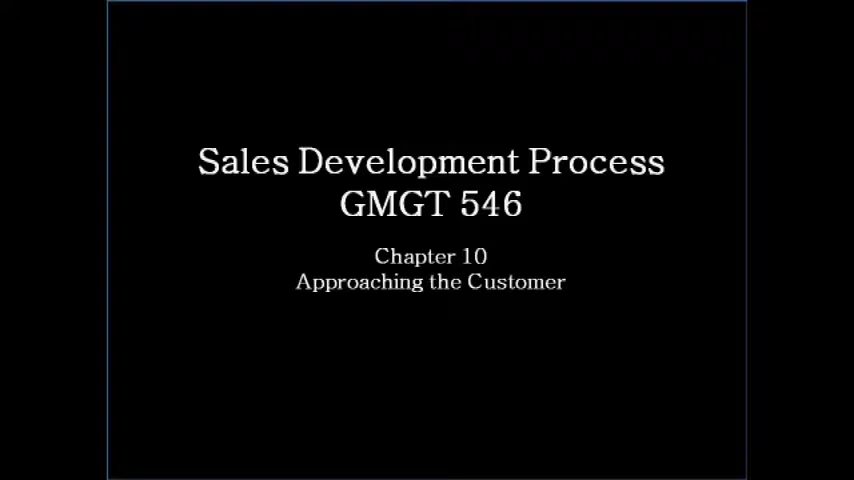 Sales Development Process
GMGT 546
Chapter 10
Approaching the Customer